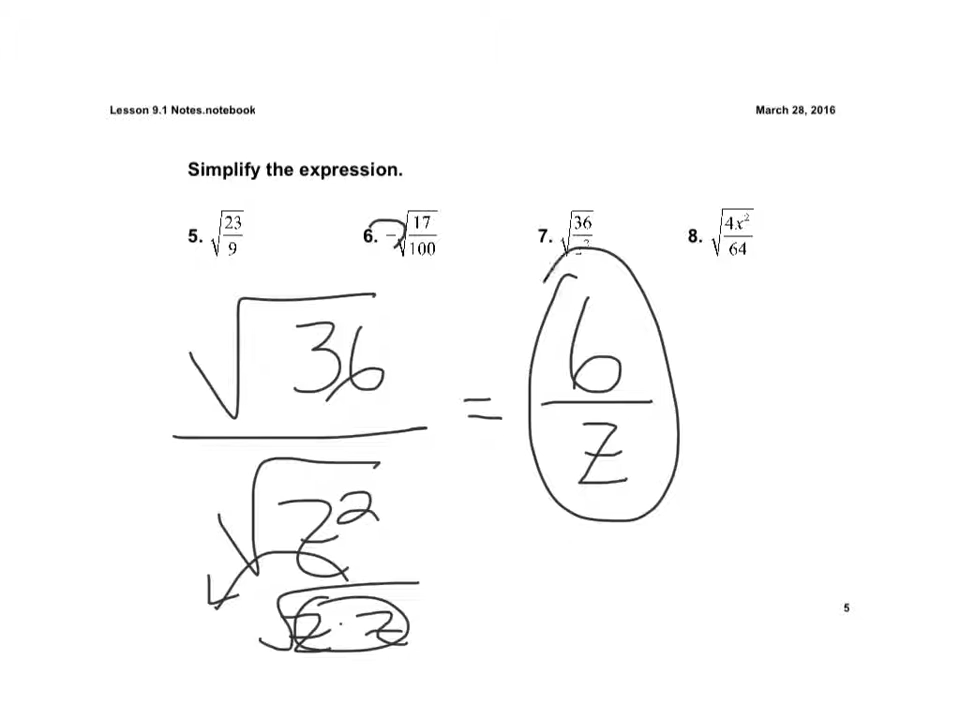 Lesson 9.1 Notes.notebook March 28, 2016
Simplify the expression.
5. √(23/9) 6. -√(17/100) 7. √(36/z²) 8. √(4x²/64)
√36 / √z² = 6/z
√z·z
5